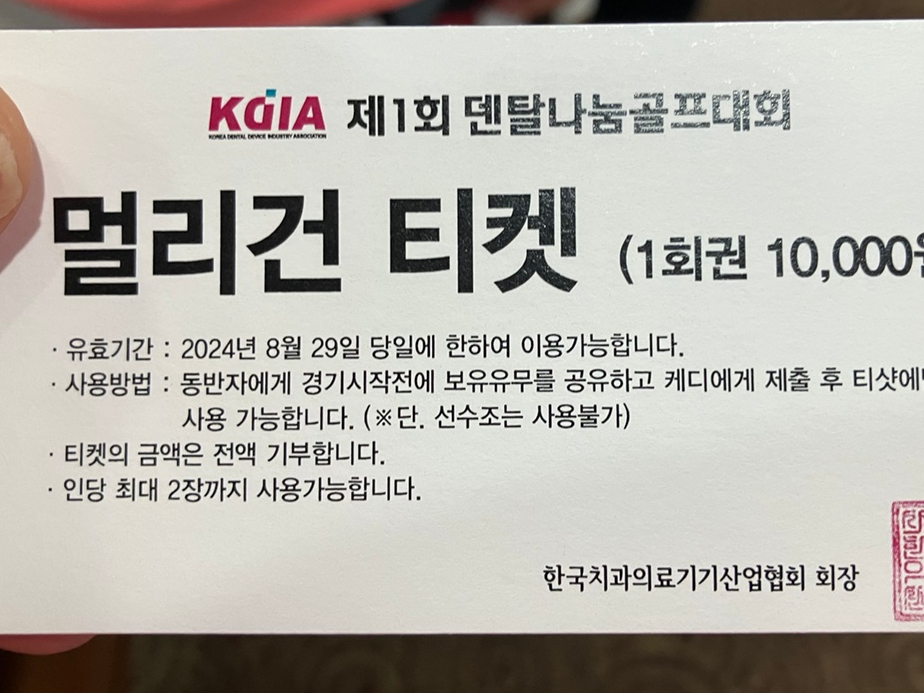 KDIA 제1회 덴탈나눔골프대회
KOREA DENTAL DEVICE INDUSTRY ASSOCIATION
멀리건 티켓 (1회권 10,000원
· 유효기간 : 2024년 8월 29일 당일에 한하여 이용가능합니다.
· 사용방법 : 동반자에게 경기시작전에 보유유무를 공유하고 케디에게 제출 후 티샷에
사용 가능합니다. (※단. 선수조는 사용불가)
· 티켓의 금액은 전액 기부합니다.
· 인당 최대 2장까지 사용가능합니다.
한국치과의료기기산업협회 회장